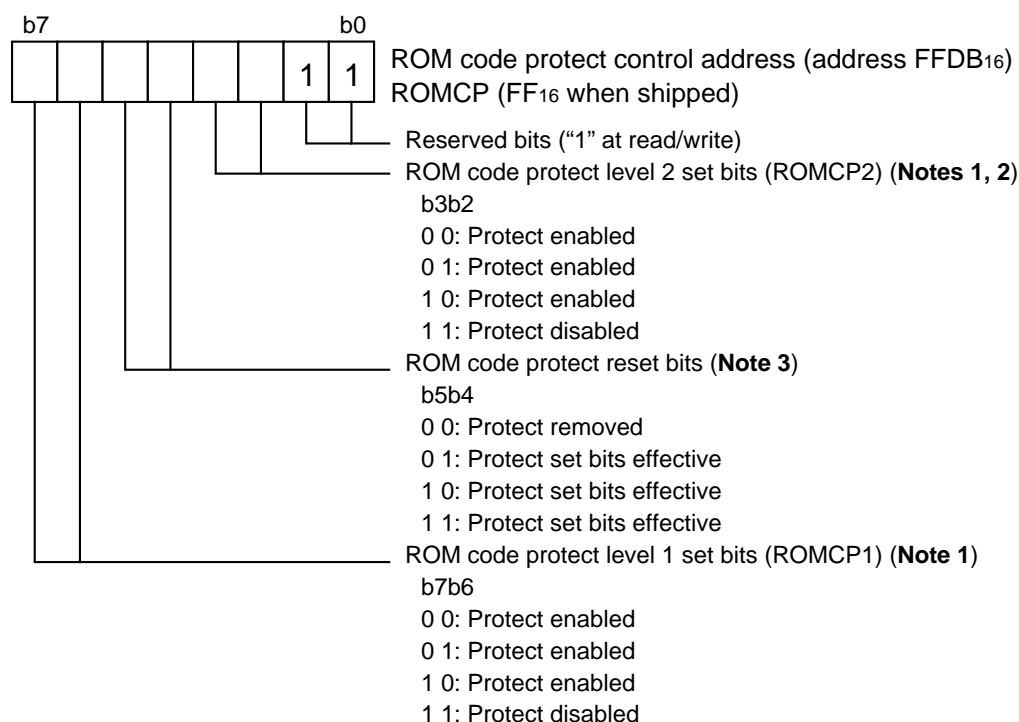 b7 b0
1 1
ROM code protect control address (address FFDB16)
ROMCP (FF16 when shipped)
Reserved bits (“1” at read/write)
ROM code protect level 2 set bits (ROMCP2) (Notes 1, 2)
b3b2
0 0: Protect enabled
0 1: Protect enabled
1 0: Protect enabled
1 1: Protect disabled
ROM code protect reset bits (Note 3)
b5b4
0 0: Protect removed
0 1: Protect set bits effective
1 0: Protect set bits effective
1 1: Protect set bits effective
ROM code protect level 1 set bits (ROMCP1) (Note 1)
b7b6
0 0: Protect enabled
0 1: Protect enabled
1 0: Protect enabled
1 1: Protect disabled